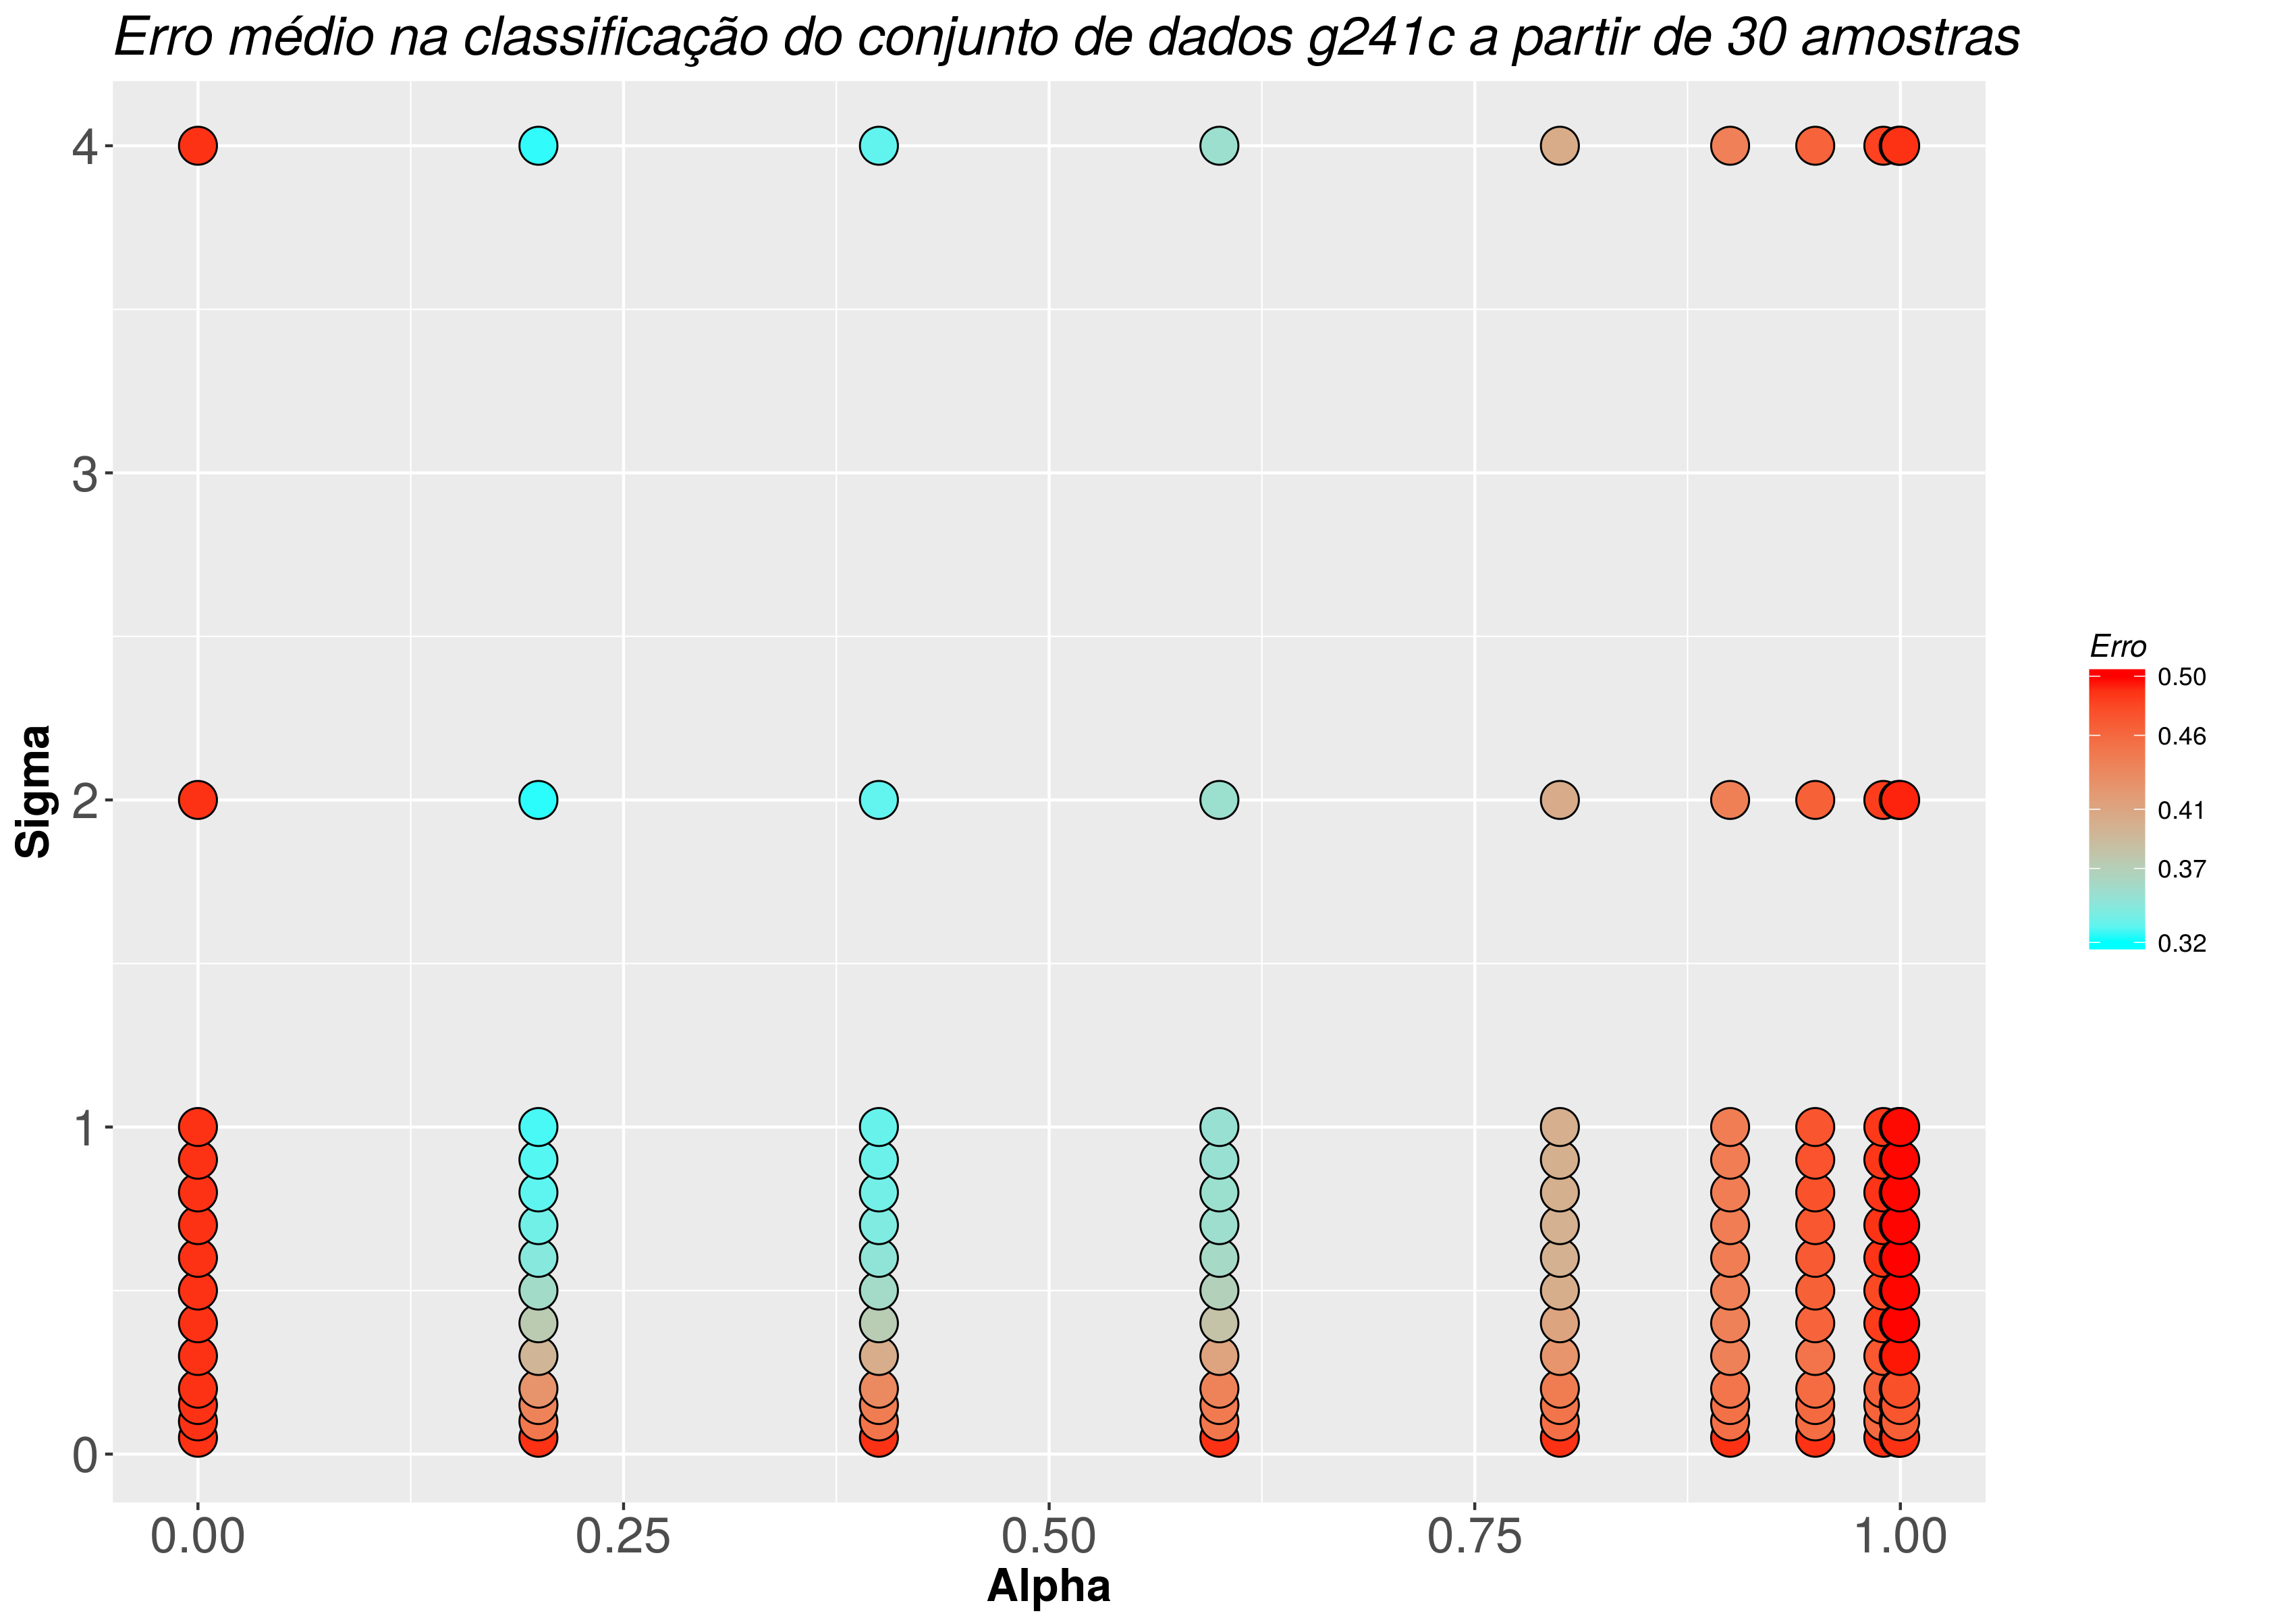 Erro médio na classificação do conjunto de dados g241c a partir de 30 amostras
4
3
2
1
0
Sigma
0.00 0.25 0.50 0.75 1.00
Alpha
Erro
0.50
0.46
0.41
0.37
0.32